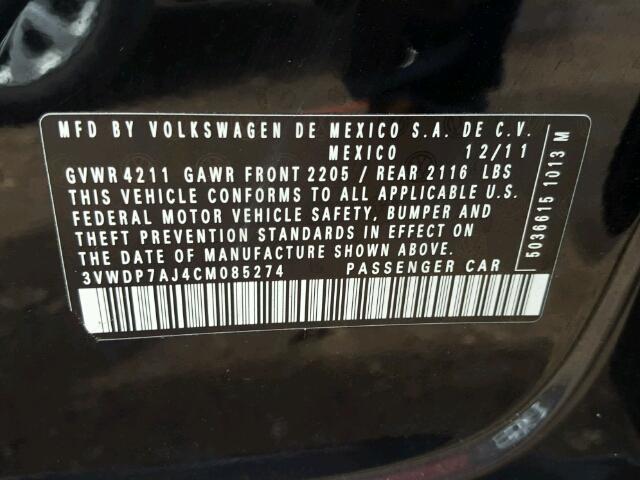 MFD BY VOLKSWAGEN DE MEXICO S.A. DE C.V.
MEXICO 12/11
GVWR 4211 GAWR FRONT 2205 / REAR 2116 LBS
THIS VEHICLE CONFORMS TO ALL APPLICABLE U.S.
FEDERAL MOTOR VEHICLE SAFETY, BUMPER AND
THEFT PREVENTION STANDARDS IN EFFECT ON
THE DATE OF MANUFACTURE SHOWN ABOVE.
3VWDP7AJ4CM085274 PASSENGER CAR
5036615 1013 M